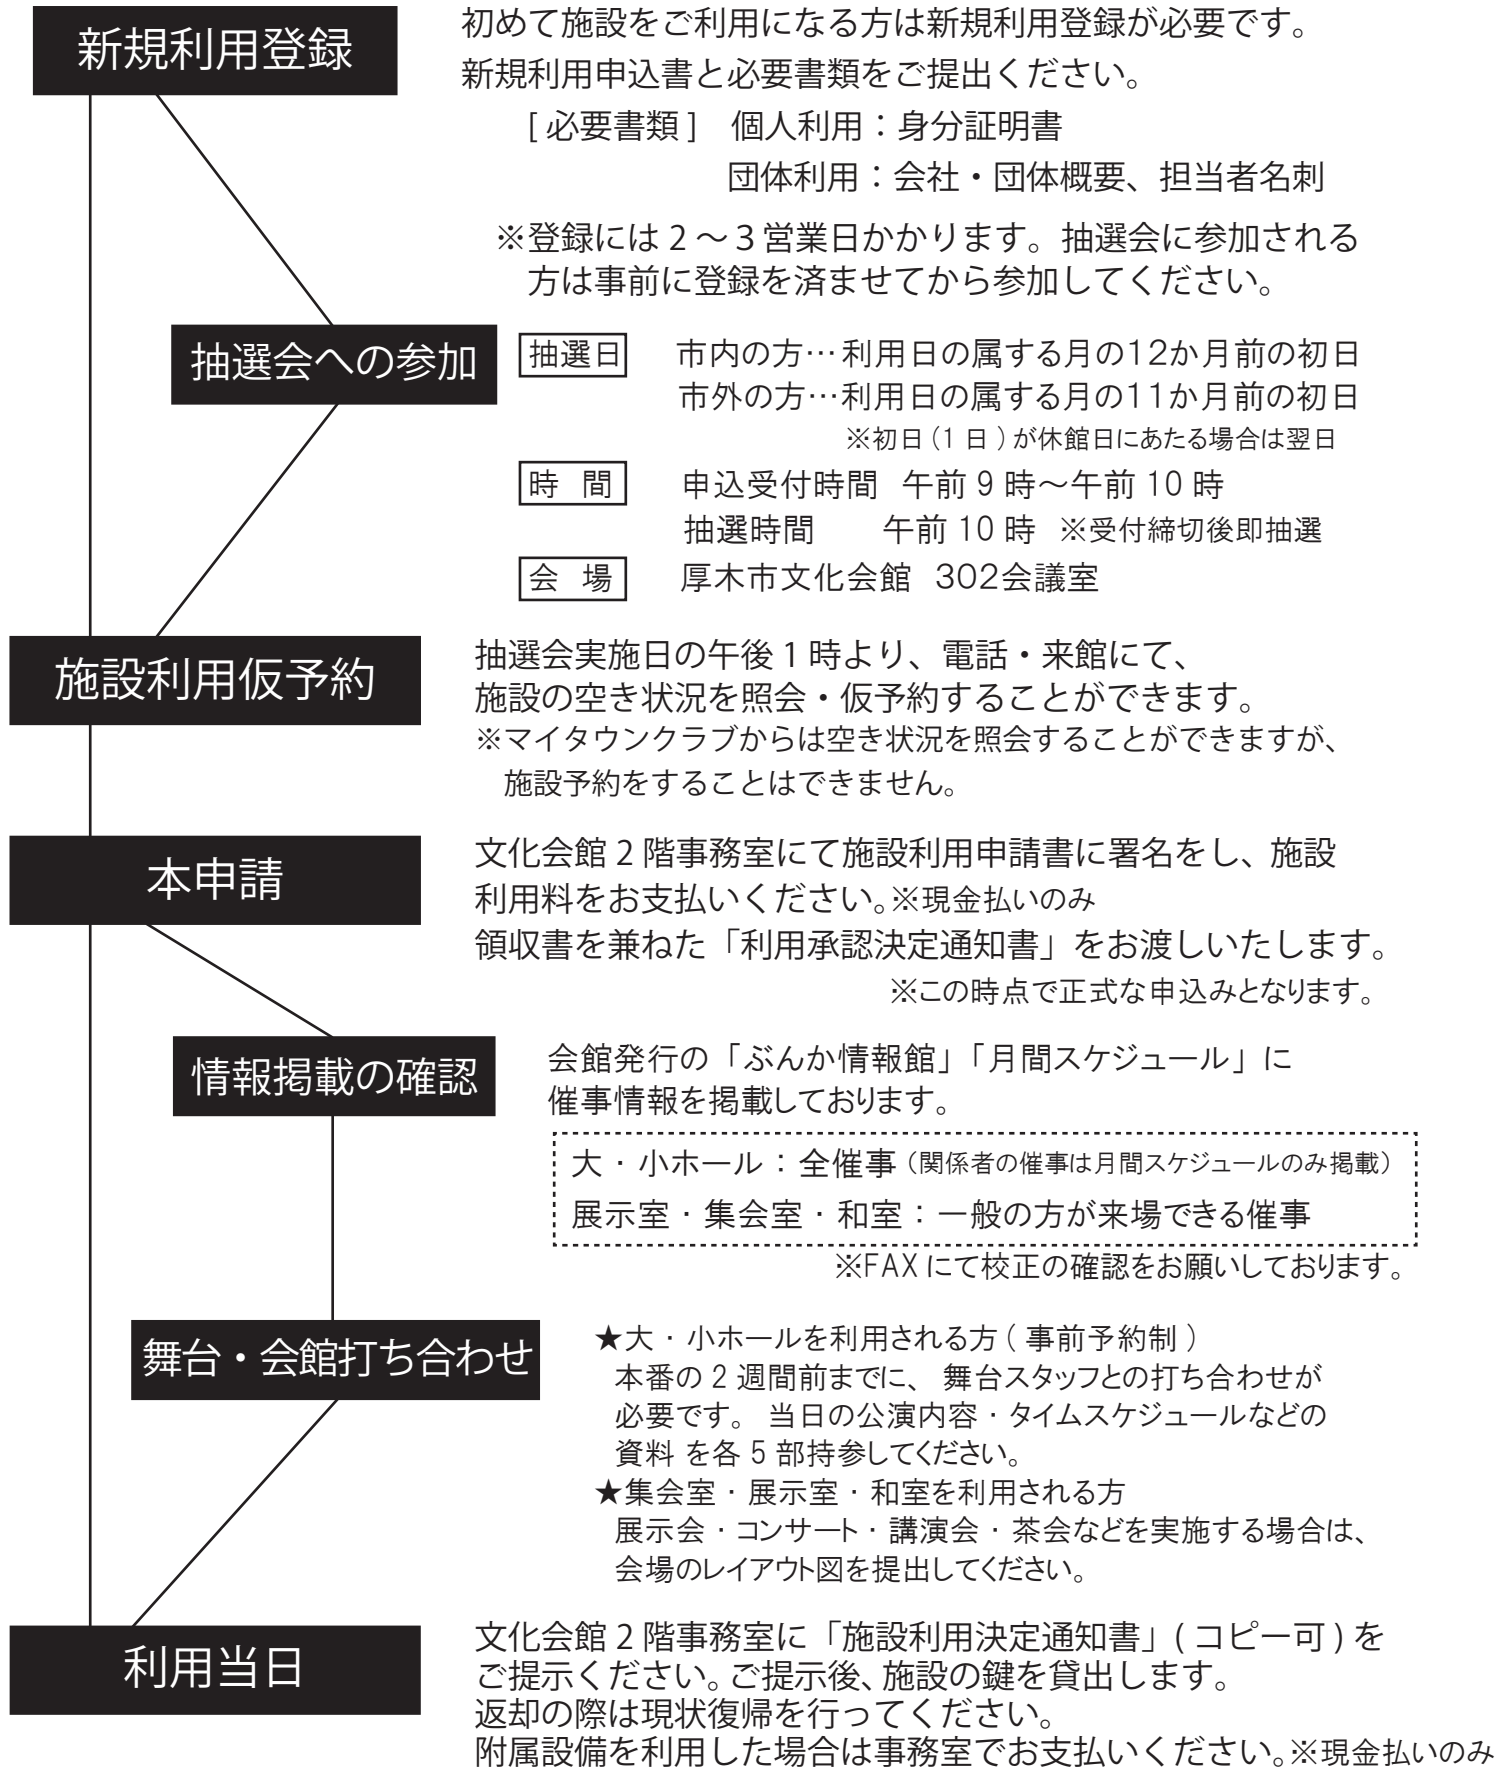 新規利用登録
初めて施設をご利用になる方は新規利用登録が必要です。
新規利用申込書と必要書類をご提出ください。
[ 必要書類 ] 個人利用：身分証明書
団体利用：会社・団体概要、担当者名刺
※登録には 2 ～ 3 営業日かかります。抽選会に参加される
方は事前に登録を済ませてから参加してください。
抽選会への参加
抽選日 市内の方…利用日の属する月の12か月前の初日
市外の方…利用日の属する月の11か月前の初日
※初日 (1 日 ) が休館日にあたる場合は翌日
時 間 申込受付時間 午前 9 時～午前 10 時
抽選時間 午前 10 時 ※受付締切後即抽選
会 場 厚木市文化会館 302会議室
施設利用仮予約
抽選会実施日の午後 1 時より、電話・来館にて、
施設の空き状況を照会・仮予約することができます。
※マイタウンクラブからは空き状況を照会することができますが、
施設予約をすることはできません。
本申請
文化会館 2 階事務室にて施設利用申請書に署名をし、施設
利用料をお支払いください。※現金払いのみ
領収書を兼ねた「利用承認決定通知書」をお渡しいたします。
※この時点で正式な申込みとなります。
情報掲載の確認
会館発行の「ぶんか情報館」「月間スケジュール」に
催事情報を掲載しております。
大・小ホール：全催事（関係者の催事は月間スケジュールのみ掲載）
展示室・集会室・和室：一般の方が来場できる催事
※FAX にて校正の確認をお願いしております。
舞台・会館打ち合わせ
★大・小ホールを利用される方 ( 事前予約制 )
本番の 2 週間前までに、 舞台スタッフとの打ち合わせが
必要です。 当日の公演内容・タイムスケジュールなどの
資料 を各 5 部持参してください。
★集会室・展示室・和室を利用される方
展示会・コンサート・講演会・茶会などを実施する場合は、
会場のレイアウト図を提出してください。
利用当日
文化会館 2 階事務室に「施設利用決定通知書」( コピー可 ) を
ご提示ください。ご提示後、施設の鍵を貸出します。
返却の際は現状復帰を行ってください。
附属設備を利用した場合は事務室でお支払いください。※現金払いのみ